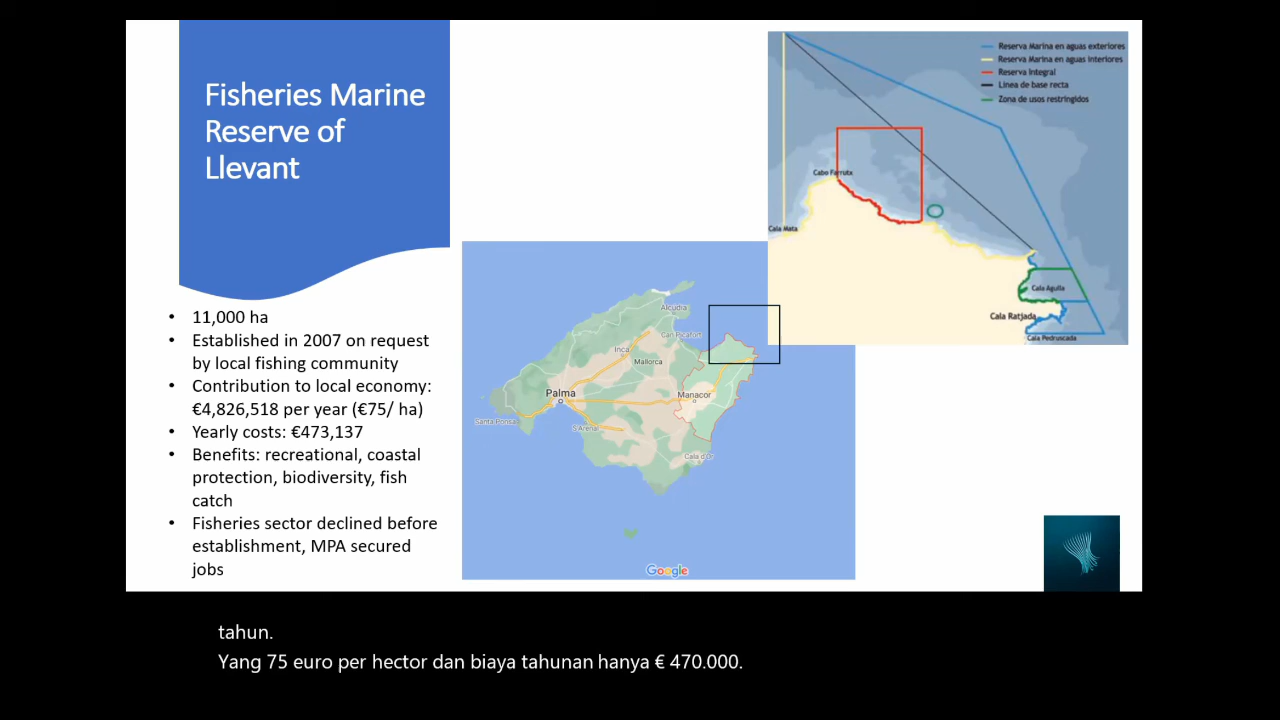 Fisheries Marine
Reserve of
Llevant
• 11,000 ha
• Established in 2007 on request
by local fishing community
• Contribution to local economy:
€4,826,518 per year (€75/ ha)
• Yearly costs: €473,137
• Benefits: recreational, coastal
protection, biodiversity, fish
catch
• Fisheries sector declined before
establishment, MPA secured
jobs
Reserva Marina en aguas exteriores
Reserva Marina en aguas interiores
Reserva Integral
Línea de base recta
Zona de usos restringidos
Cabo Farrutx
Cala Mata
Cala Agulla
Cala Ratjada
Cala Pedruscada
Alcúdia
Can Picafort
Inca
Mallorca
Palma
Manacor
Santa Ponsa
S'Arenal
Cala d'Or
Google
tahun.
Yang 75 euro per hector dan biaya tahunan hanya € 470.000.